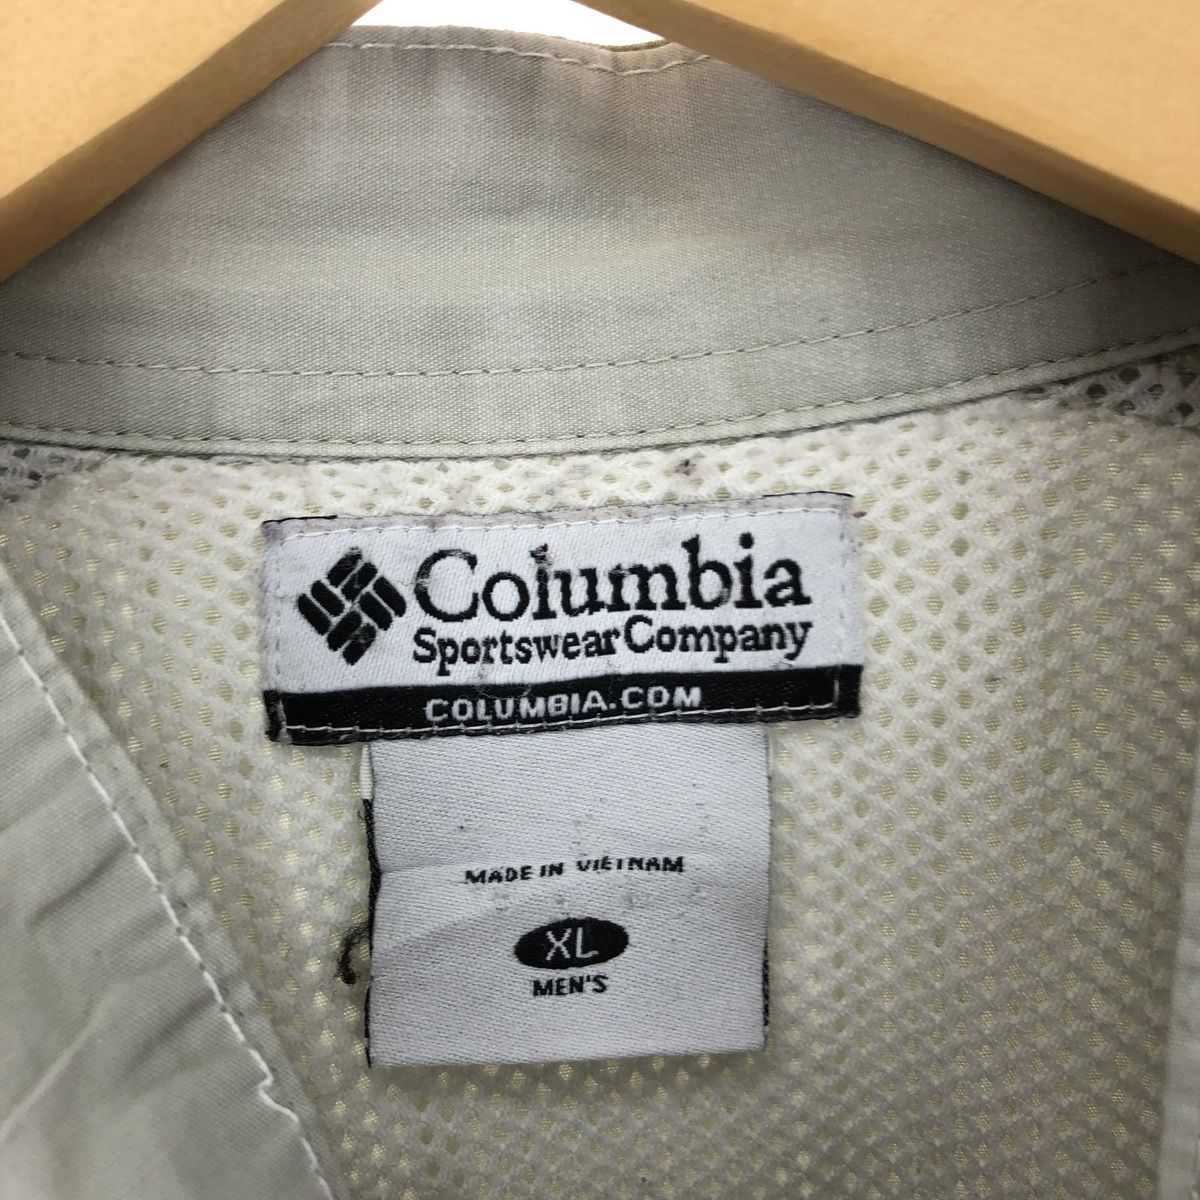 Columbia
Sportswear Company
COLUMBIA.COM
MADE IN VIETNAM
XL
MEN'S